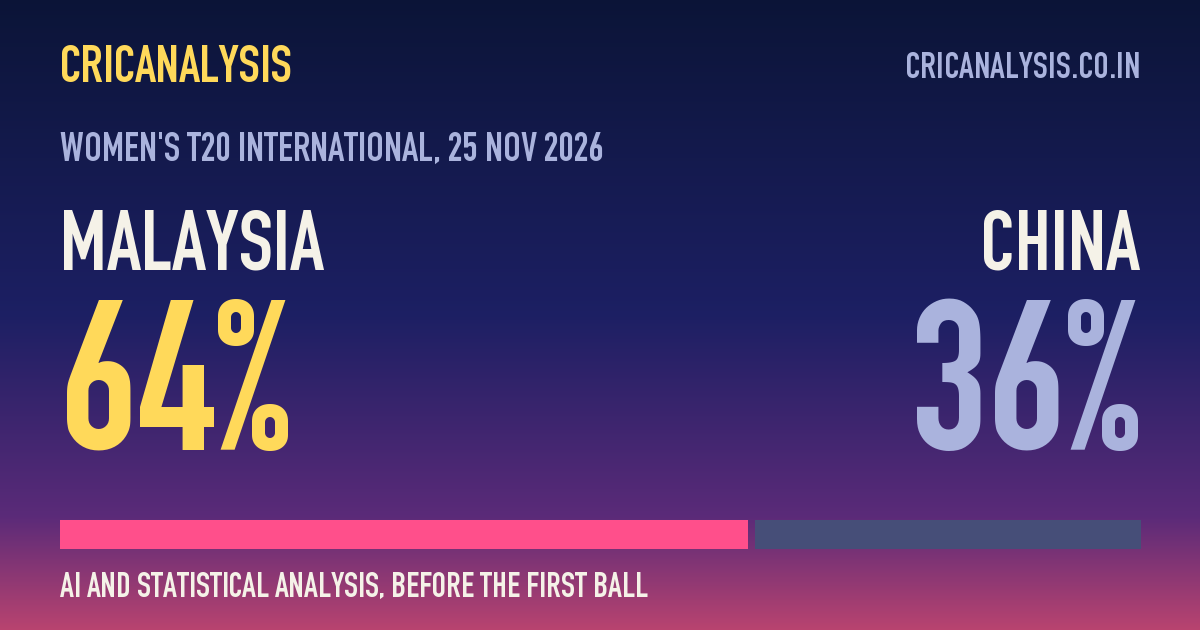 CRICANALYSIS
CRICANALYSIS.CO.IN
WOMEN'S T20 INTERNATIONAL, 25 NOV 2026
MALAYSIA
CHINA
64%
36%
AI AND STATISTICAL ANALYSIS, BEFORE THE FIRST BALL